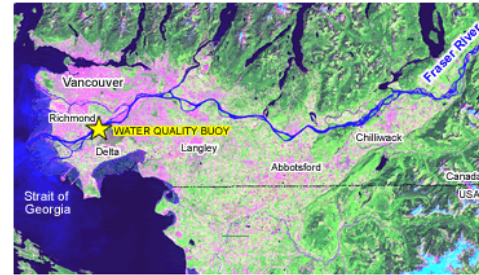 Fraser River
Vancouver
Richmond
WATER QUALITY BUOY
Delta
Langley
Chilliwack
Abbotsford
Canada
USA
Strait of
Georgia